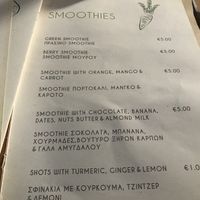 SMOOTHIES
GREEN SMOOTHIE €5.00
ΠΡΑΣΙΝΟ SMOOTHIE
BERRY SMOOTHIE €5.00
SMOOTHIE ΜΟΥΡΟΥ
SMOOTHIE WITH ORANGE, MANGO & €5.00
CARROT
SMOOTHIE ΠΟΡΤΟΚΑΛΙ, ΜΑΝΓΚΟ &
ΚΑΡΟΤΟ
SMOOTHIE WITH CHOCOLATE, BANANA, €5.00
DATES, NUTS BUTTER & ALMOND MILK
SMOOTHIE ΣΟΚΟΛΑΤΑ, ΜΠΑΝΑΝΑ,
ΧΟΥΡΜΑΔΕΣ, ΒΟΥΤΥΡΟ ΞΗΡΩΝ ΚΑΡΠΩΝ
& ΓΑΛΑ ΑΜΥΓΔΑΛΟΥ
SHOTS WITH TURMERIC, GINGER & LEMON €1.0
ΣΦΗΝΑΚΙΑ ΜΕ ΚΟΥΡΚΟΥΜΑ, ΤΖΙΝΤΖΕΡ
& ΛΕΜΟΝΙ